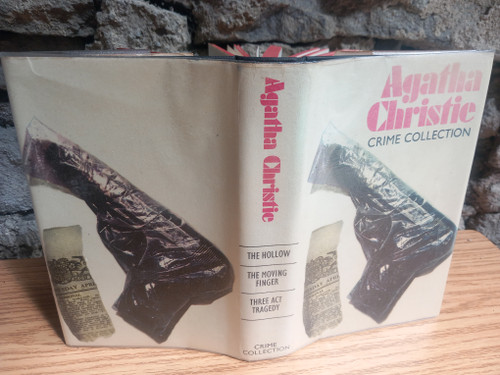 Agatha
Christie
CRIME COLLECTION
Agatha Christie
THE HOLLOW
THE MOVING
FINGER
THREE ACT
TRAGEDY
CRIME
COLLECTION